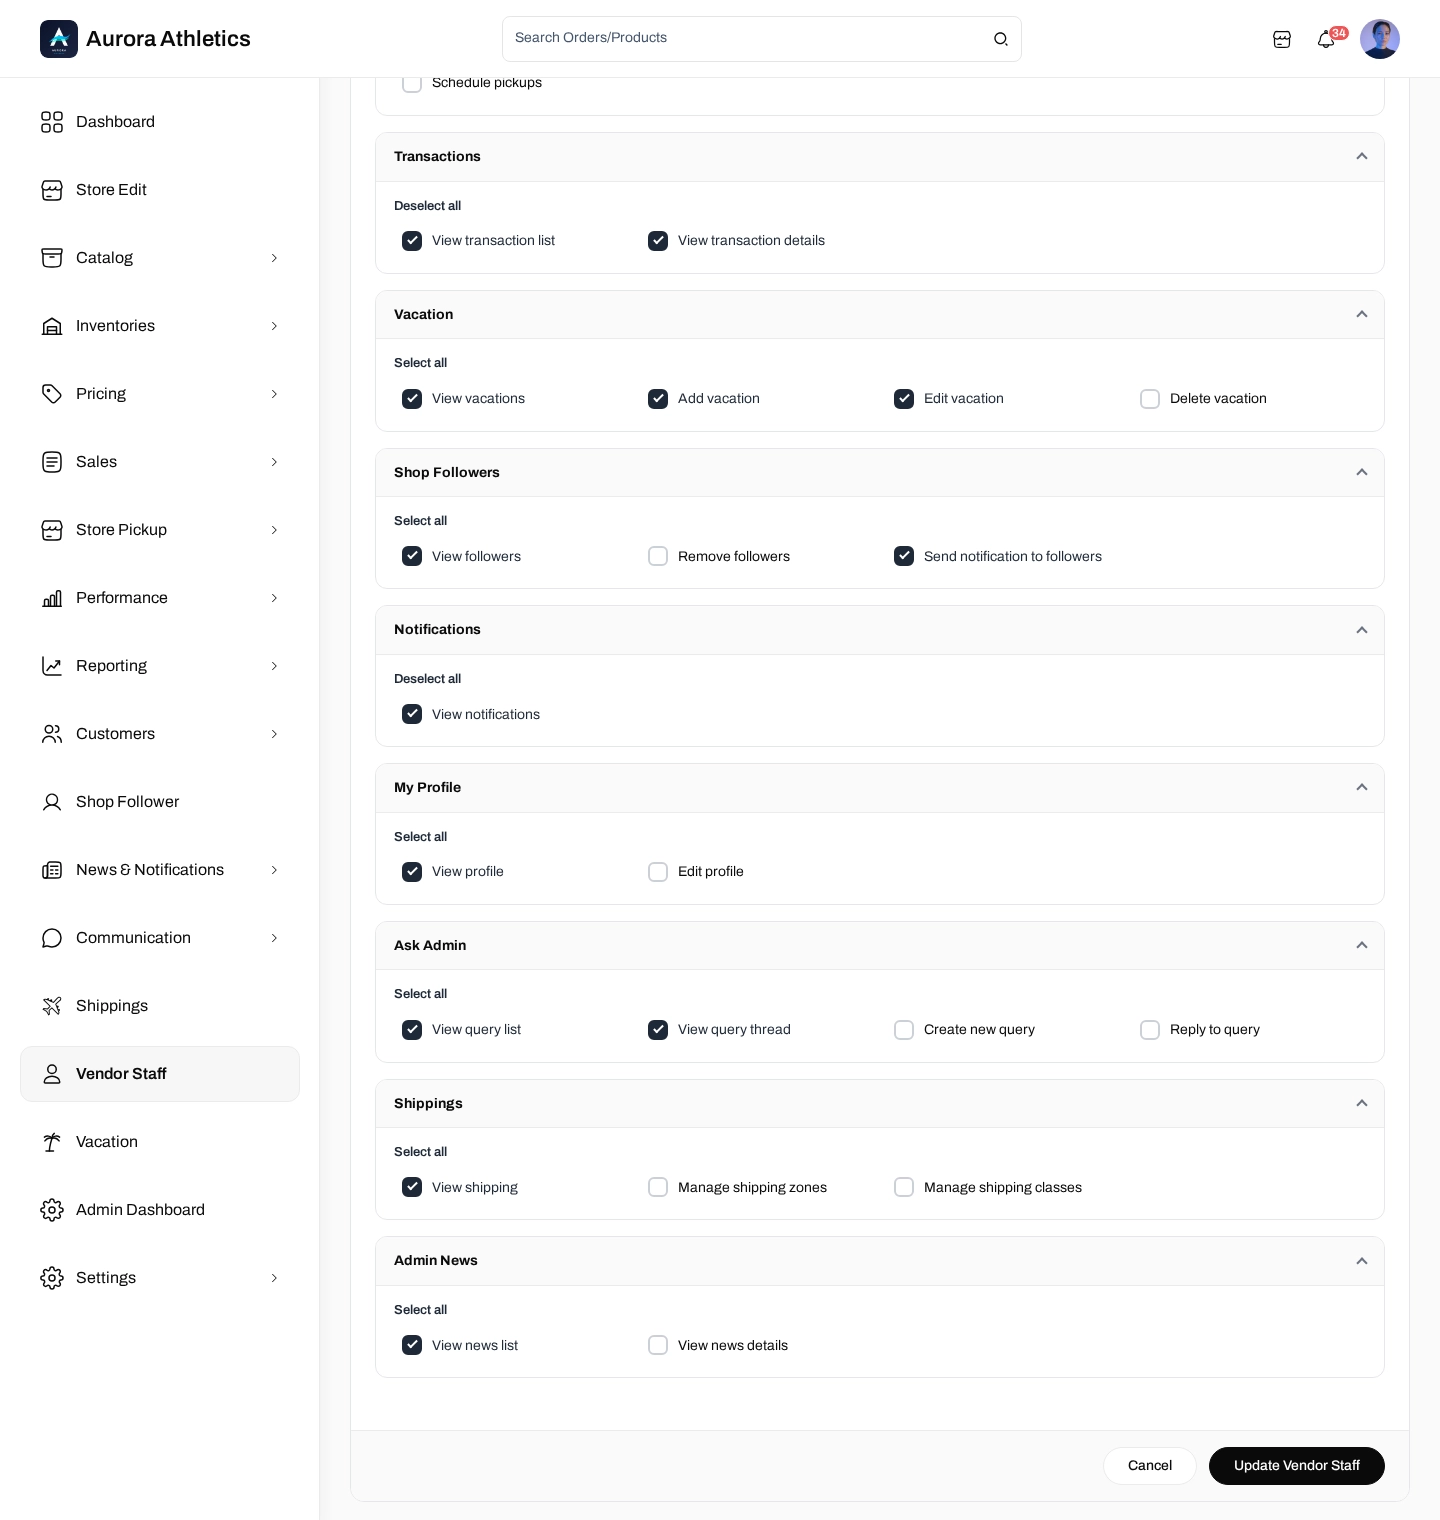 Aurora Athletics
Search Orders/Products
34
Dashboard
Store Edit
Catalog
Inventories
Pricing
Sales
Store Pickup
Performance
Reporting
Customers
Shop Follower
News & Notifications
Communication
Shippings
Vendor Staff
Vacation
Admin Dashboard
Settings
Schedule pickups
Transactions
Deselect all
View transaction list
View transaction details
Vacation
Select all
View vacations
Add vacation
Edit vacation
Delete vacation
Shop Followers
Select all
View followers
Remove followers
Send notification to followers
Notifications
Deselect all
View notifications
My Profile
Select all
View profile
Edit profile
Ask Admin
Select all
View query list
View query thread
Create new query
Reply to query
Shippings
Select all
View shipping
Manage shipping zones
Manage shipping classes
Admin News
Select all
View news list
View news details
Cancel
Update Vendor Staff